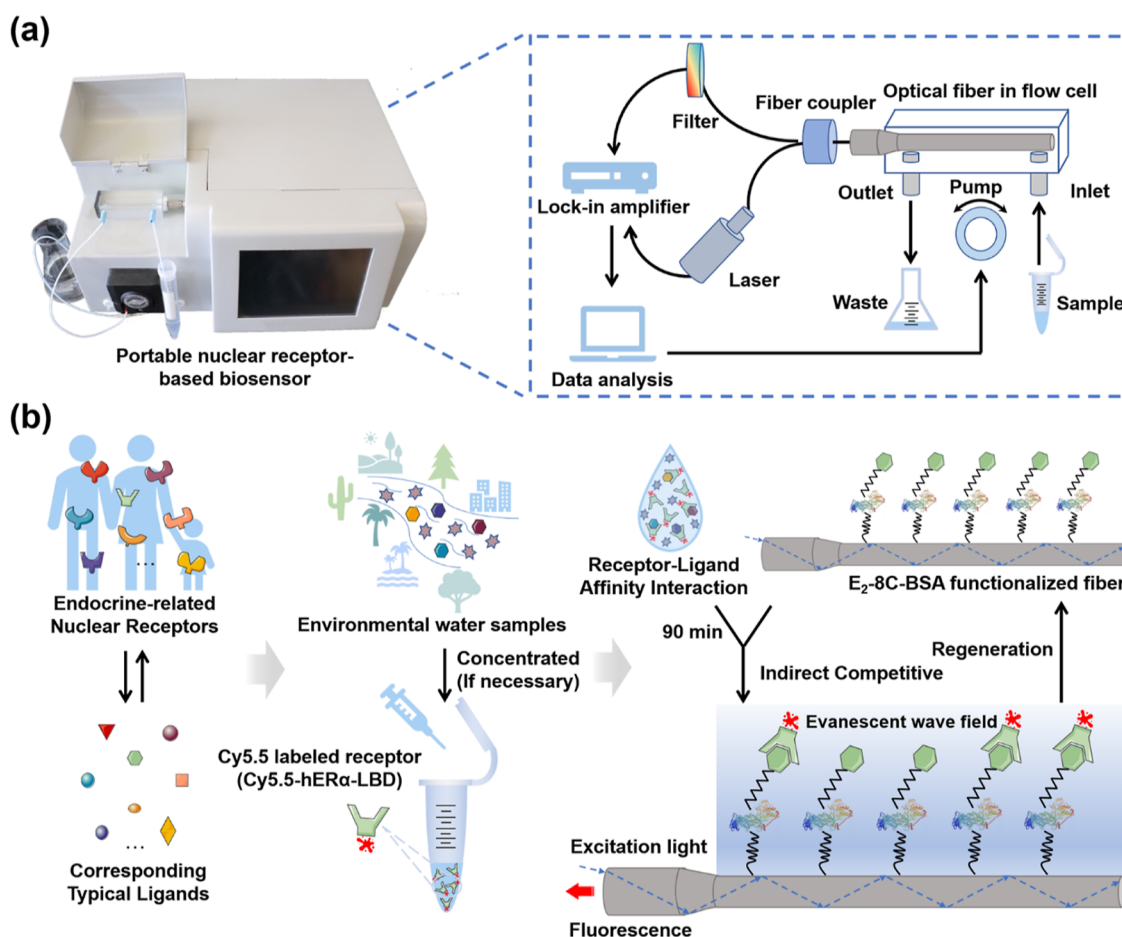 (a)
Filter
Fiber coupler
Optical fiber in flow cell
Lock-in amplifier
Laser
Outlet
Pump
Inlet
Waste
Sample
Data analysis
Portable nuclear receptor-
based biosensor
(b)
...
Endocrine-related
Nuclear Receptors
...
Corresponding
Typical Ligands
Environmental water samples
Concentrated
(If necessary)
Cy5.5 labeled receptor
(Cy5.5-hERα-LBD)
Receptor-Ligand
Affinity Interaction
90 min
Indirect Competitive
E₂-8C-BSA functionalized fiber
Regeneration
Evanescent wave field
Excitation light
Fluorescence